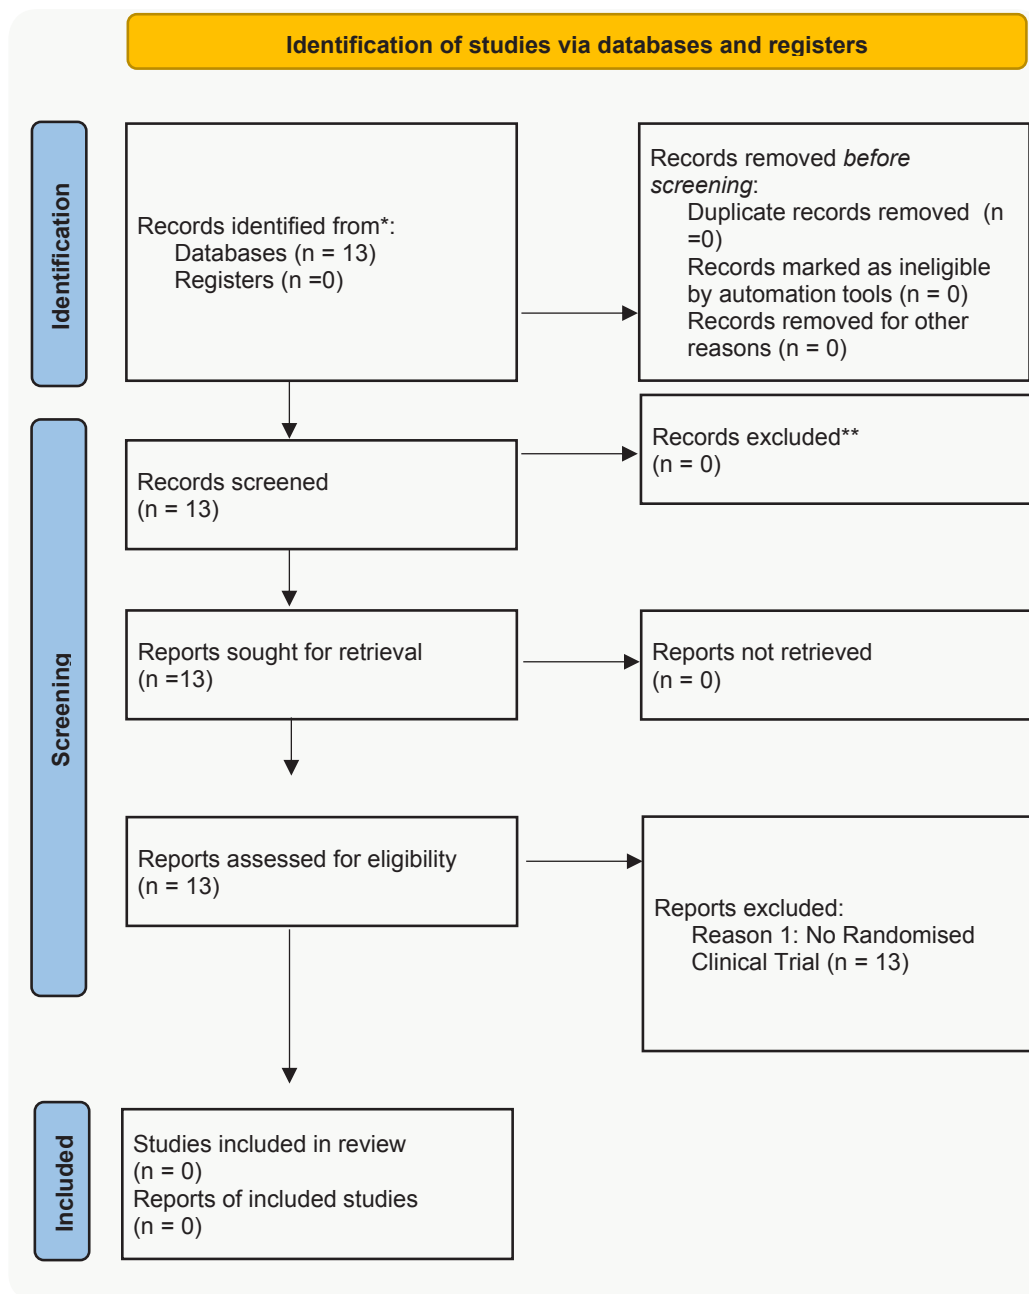 Identification of studies via databases and registers
Identification
Records identified from*:
Databases (n = 13)
Registers (n =0)
Records removed before
screening:
Duplicate records removed (n
=0)
Records marked as ineligible
by automation tools (n = 0)
Records removed for other
reasons (n = 0)
Screening
Records screened
(n = 13)
Records excluded**
(n = 0)
Reports sought for retrieval
(n =13)
Reports not retrieved
(n = 0)
Reports assessed for eligibility
(n = 13)
Reports excluded:
Reason 1: No Randomised
Clinical Trial (n = 13)
Included
Studies included in review
(n = 0)
Reports of included studies
(n = 0)